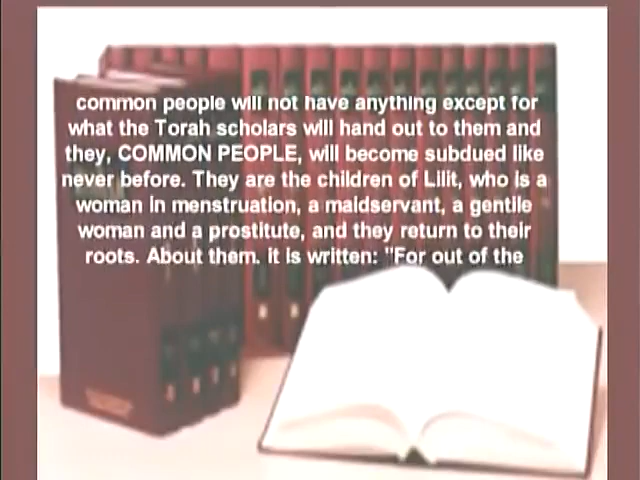 common people will not have anything except for
what the Torah scholars will hand out to them and
they, COMMON PEOPLE, will become subdued like
never before. They are the children of Lilit, who is a
woman in menstruation, a maidservant, a gentile
woman and a prostitute, and they return to their
roots. About them. it is written: "For out of the